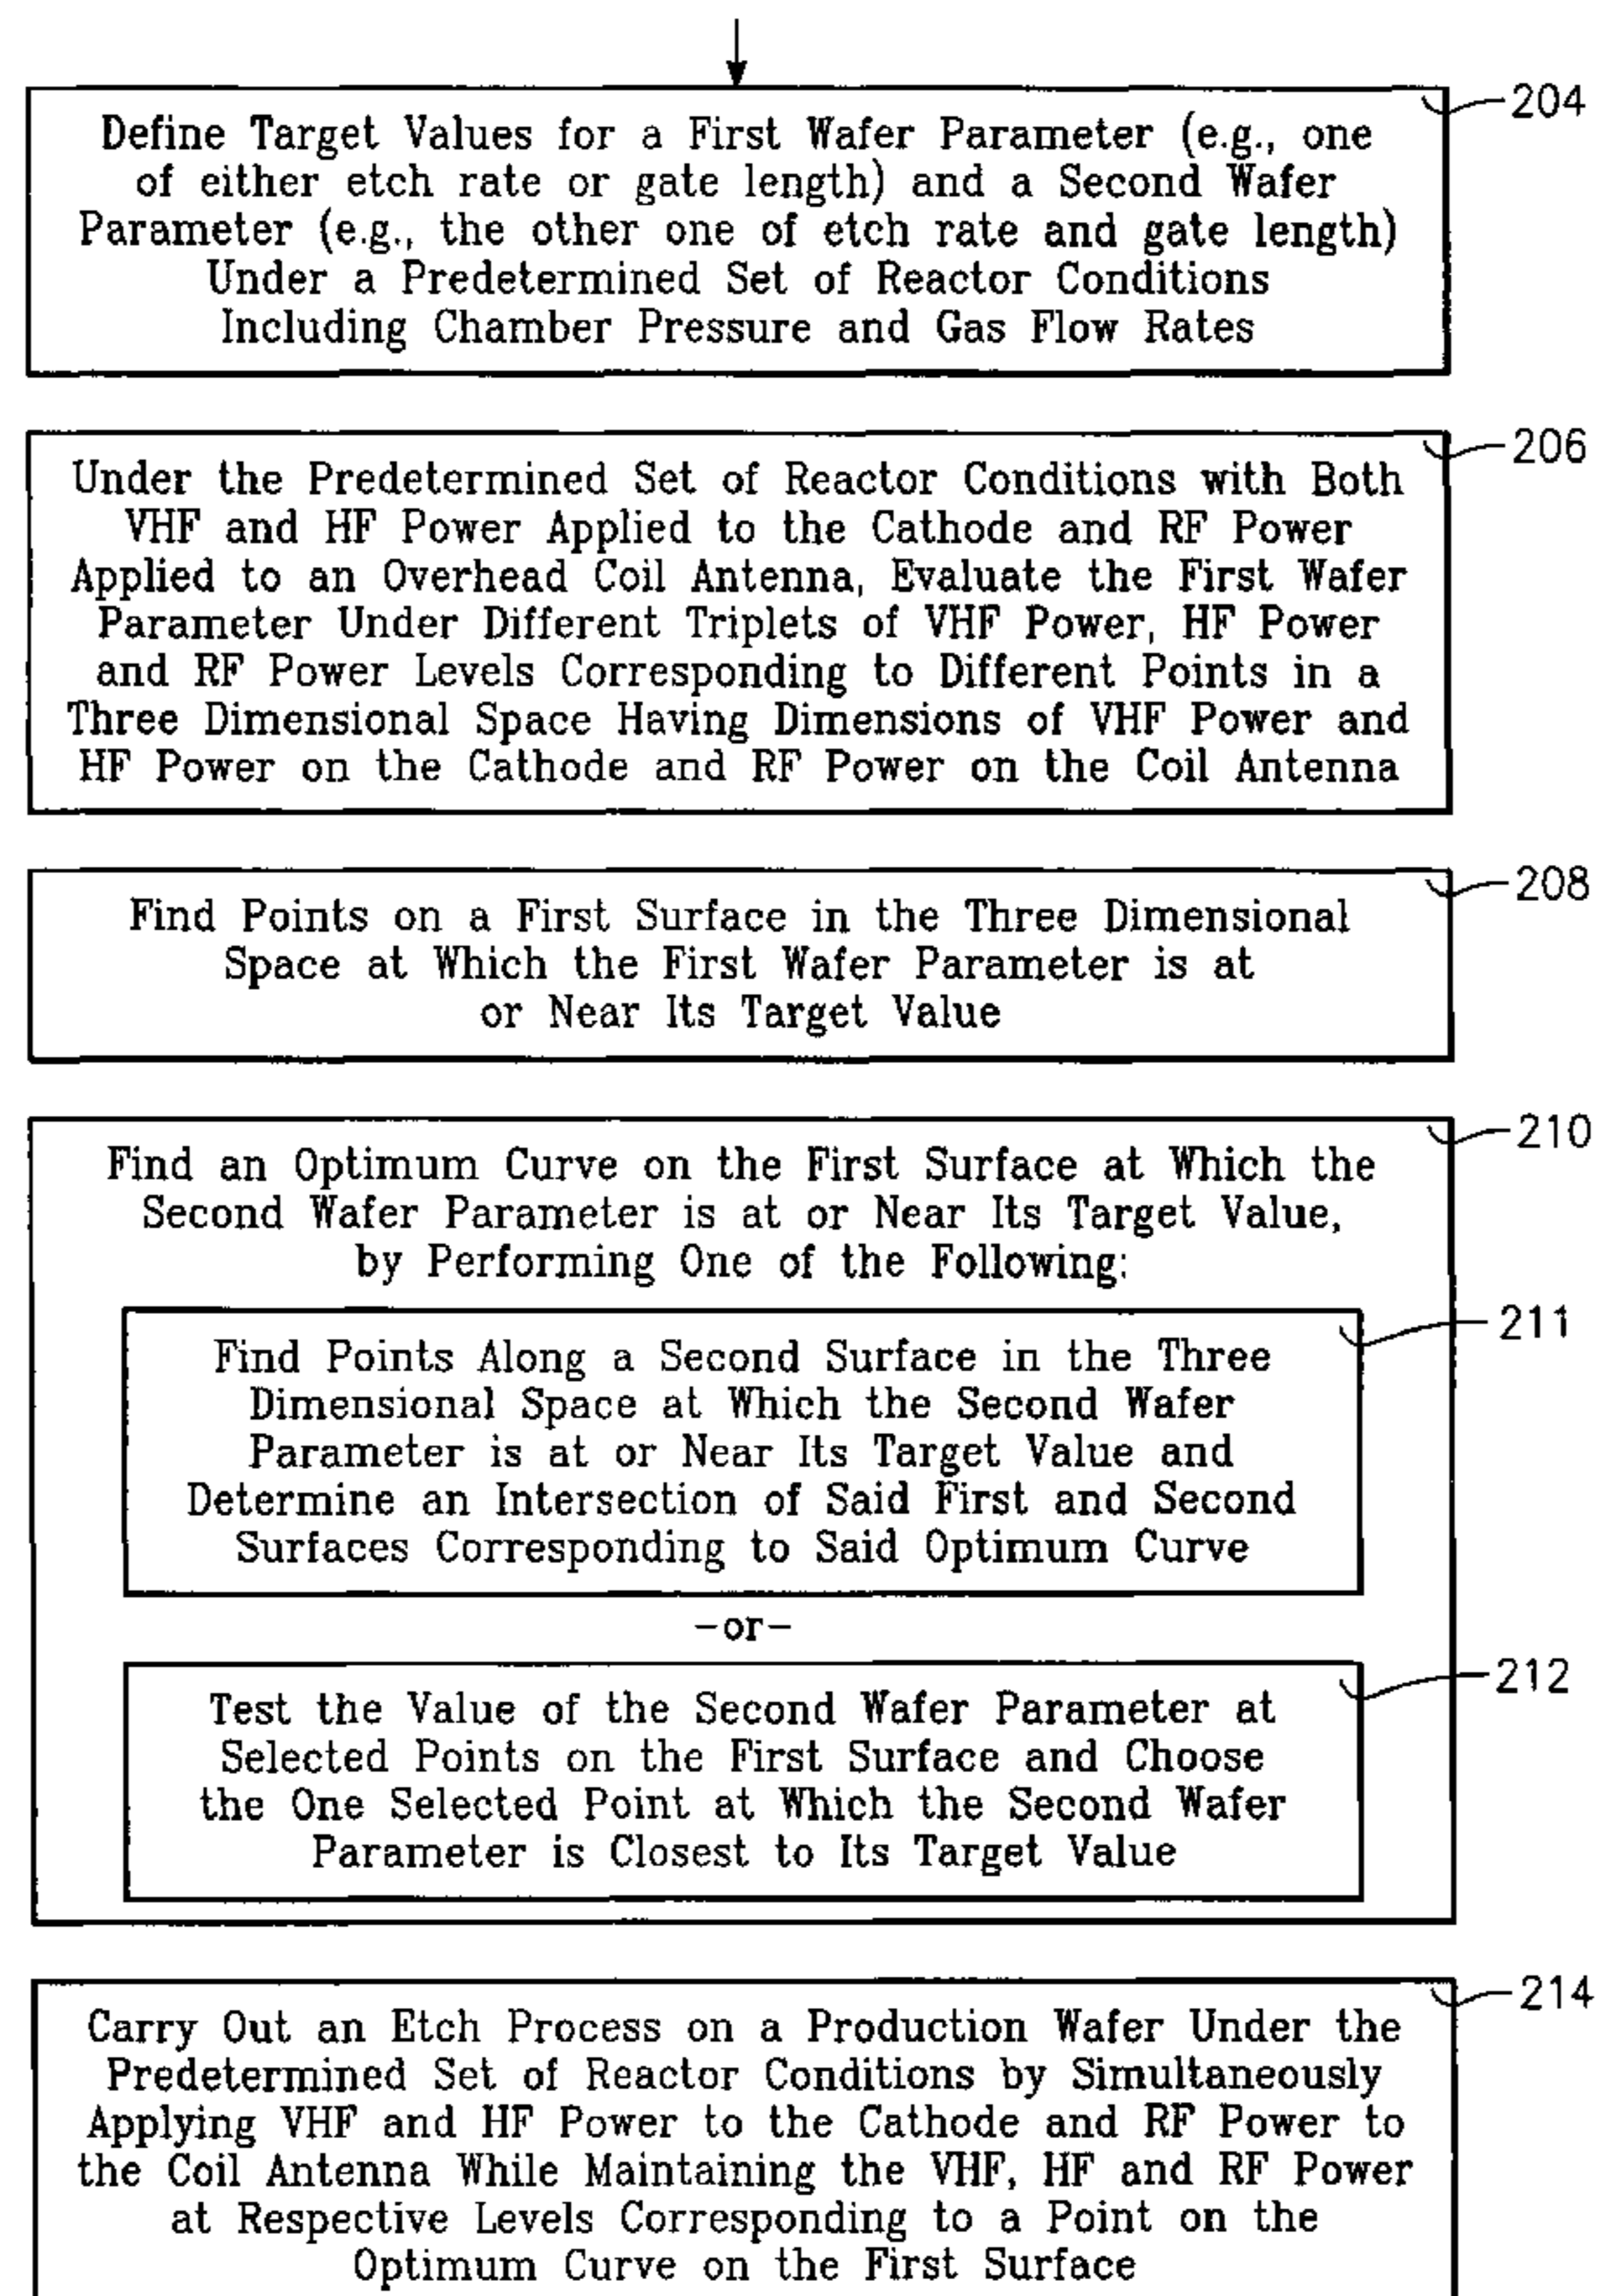 204
Define Target Values for a First Wafer Parameter (e.g., one
of either etch rate or gate length) and a Second Wafer
Parameter (e.g., the other one of etch rate and gate length)
Under a Predetermined Set of Reactor Conditions
Including Chamber Pressure and Gas Flow Rates
206
Under the Predetermined Set of Reactor Conditions with Both
VHF and HF Power Applied to the Cathode and RF Power
Applied to an Overhead Coil Antenna, Evaluate the First Wafer
Parameter Under Different Triplets of VHF Power, HF Power
and RF Power Levels Corresponding to Different Points in a
Three Dimensional Space Having Dimensions of VHF Power and
HF Power on the Cathode and RF Power on the Coil Antenna
208
Find Points on a First Surface in the Three Dimensional
Space at Which the First Wafer Parameter is at
or Near Its Target Value
210
Find an Optimum Curve on the First Surface at Which the
Second Wafer Parameter is at or Near Its Target Value,
by Performing One of the Following:
211
Find Points Along a Second Surface in the Three
Dimensional Space at Which the Second Wafer
Parameter is at or Near Its Target Value and
Determine an Intersection of Said First and Second
Surfaces Corresponding to Said Optimum Curve
-or-
212
Test the Value of the Second Wafer Parameter at
Selected Points on the First Surface and Choose
the One Selected Point at Which the Second Wafer
Parameter is Closest to Its Target Value
214
Carry Out an Etch Process on a Production Wafer Under the
Predetermined Set of Reactor Conditions by Simultaneously
Applying VHF and HF Power to the Cathode and RF Power to
the Coil Antenna While Maintaining the VHF, HF and RF Power
at Respective Levels Corresponding to a Point on the
Optimum Curve on the First Surface